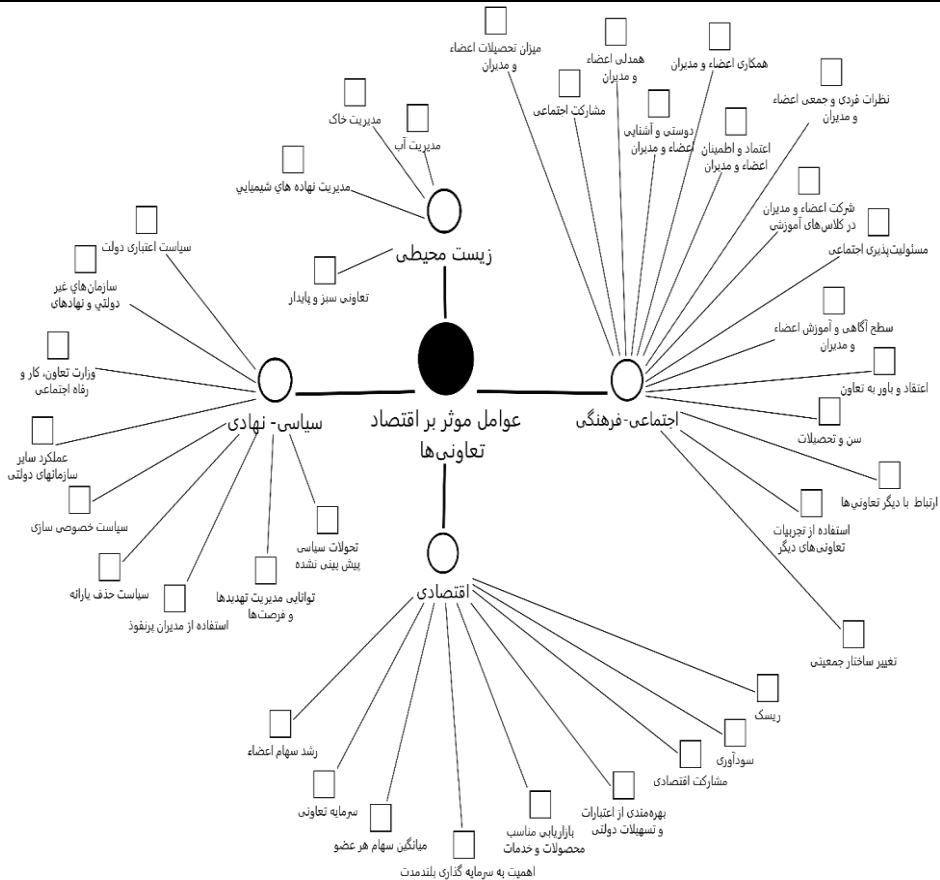 میزان تحصیلات اعضاء
و مدیران
همدلی اعضاء
و مدیران
همکاری اعضاء و مدیران
نظرات فردی و جمعی اعضاء
و مدیران
مشارکت اجتماعی
دوستی و آشنایی
اعضاء و مدیران
اعتماد و اطمینان
اعضاء و مدیران
شرکت اعضاء و مدیران
در کلاس‌های آموزشی
مسئولیت‌پذیری اجتماعی
سطح آگاهی و آموزش اعضاء
و مدیران
اعتقاد و باور به تعاون
سن و تحصیلات
ارتباط با دیگر تعاونی‌ها
استفاده از تجربیات
تعاونی‌های دیگر
تغییر ساختار جمعیتی
اجتماعی-فرهنگی
مدیریت خاک
مدیریت آب
مدیریت نهاده هاي شیمیایي
تعاونی سبز و پایدار
زیست محیطی
عوامل موثر بر اقتصاد
تعاونی‌ها
سیاست اعتباری دولت
سازمان‌هاي غیر
دولتي و نهادهای
وزارت تعاون، کار و
رفاه اجتماعی
عملکرد سایر
سازمانهای دولتی
سیاست خصوصی سازی
سیاست حذف یارانه
استفاده از مدیران پرنفوذ
توانایی مدیریت تهدیدها
و فرصت‌ها
تحولات سیاسی
پیش بینی نشده
سیاسی- نهادی
اقتصادی
ریسک
سودآوری
مشارکت اقتصادی
بهره‌مندی از اعتبارات
و تسهیلات دولتی
بازاریابی مناسب
محصولات و خدمات
اهمیت به سرمایه گذاری بلندمدت
میانگین سهام هر عضو
سرمایه تعاونی
رشد سهام اعضاء